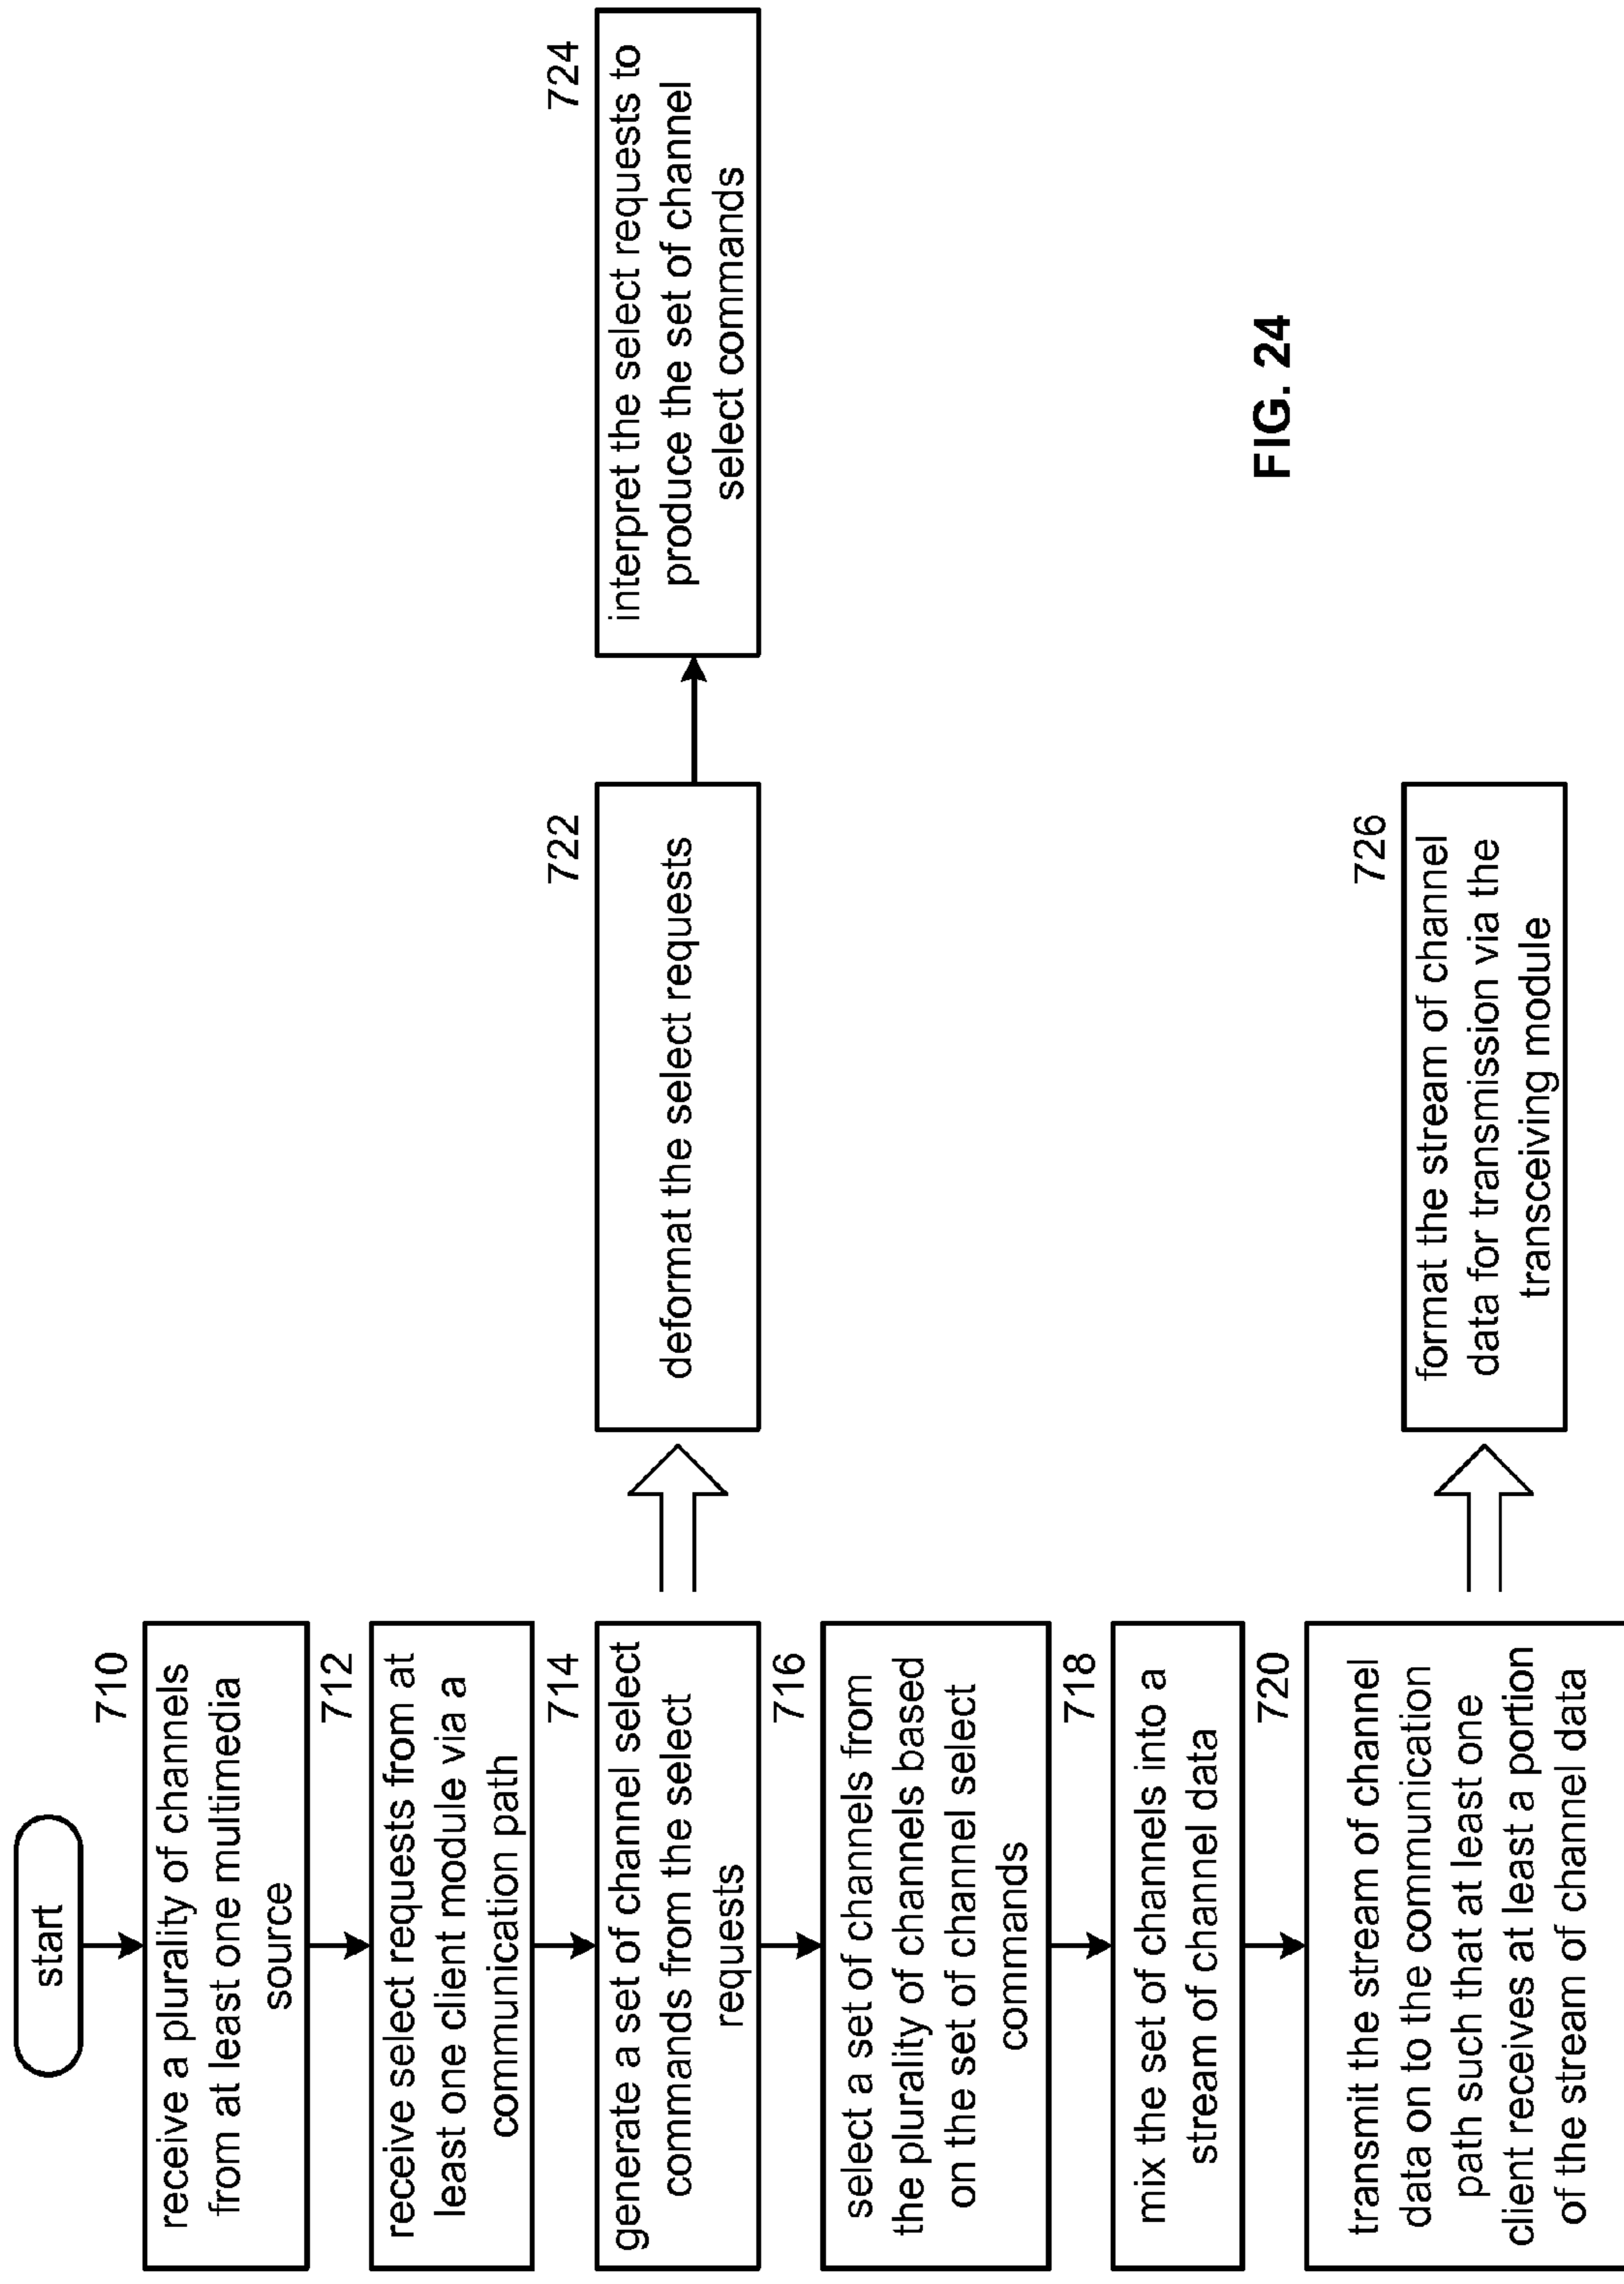 start
710
receive a plurality of channels
from at least one multimedia
source
712
receive select requests from at
least one client module via a
communication path
714
generate a set of channel select
commands from the select
requests
716
select a set of channels from
the plurality of channels based
on the set of channel select
commands
718
mix the set of channels into a
stream of channel data
720
transmit the stream of channel
data on to the communication
path such that at least one
client receives at least a portion
of the stream of channel data
722
deformat the select requests
724
interpret the select requests to
produce the set of channel
select commands
726
format the stream of channel
data for transmission via the
transceiving module
FIG. 24